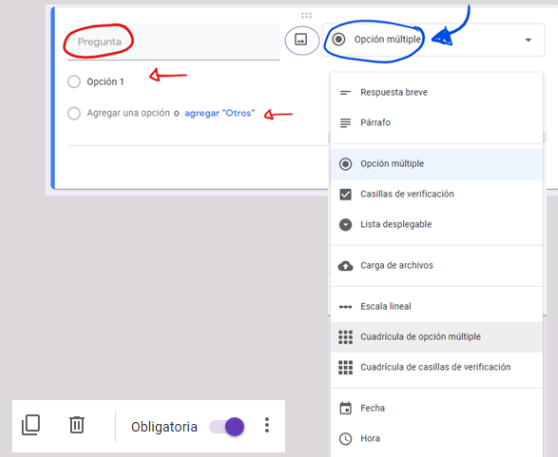 Pregunta
Opción múltiple
Opción 1
Agregar una opción o agregar "Otros"
Respuesta breve
Párrafo
Opción múltiple
Casillas de verificación
Lista desplegable
Carga de archivos
Escala lineal
Cuadrícula de opción múltiple
Cuadrícula de casillas de verificación
Fecha
Hora
Obligatoria